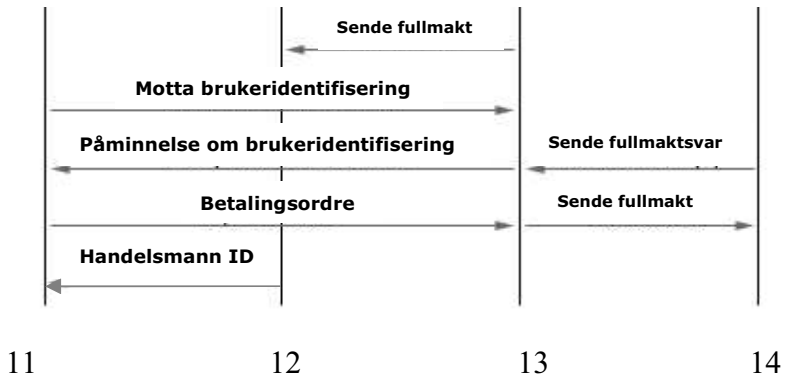 Sende fullmakt
Motta brukeridentifisering
Påminnelse om brukeridentifisering
Sende fullmaktsvar
Betalingsordre
Sende fullmakt
Handelsmann ID
11
12
13
14